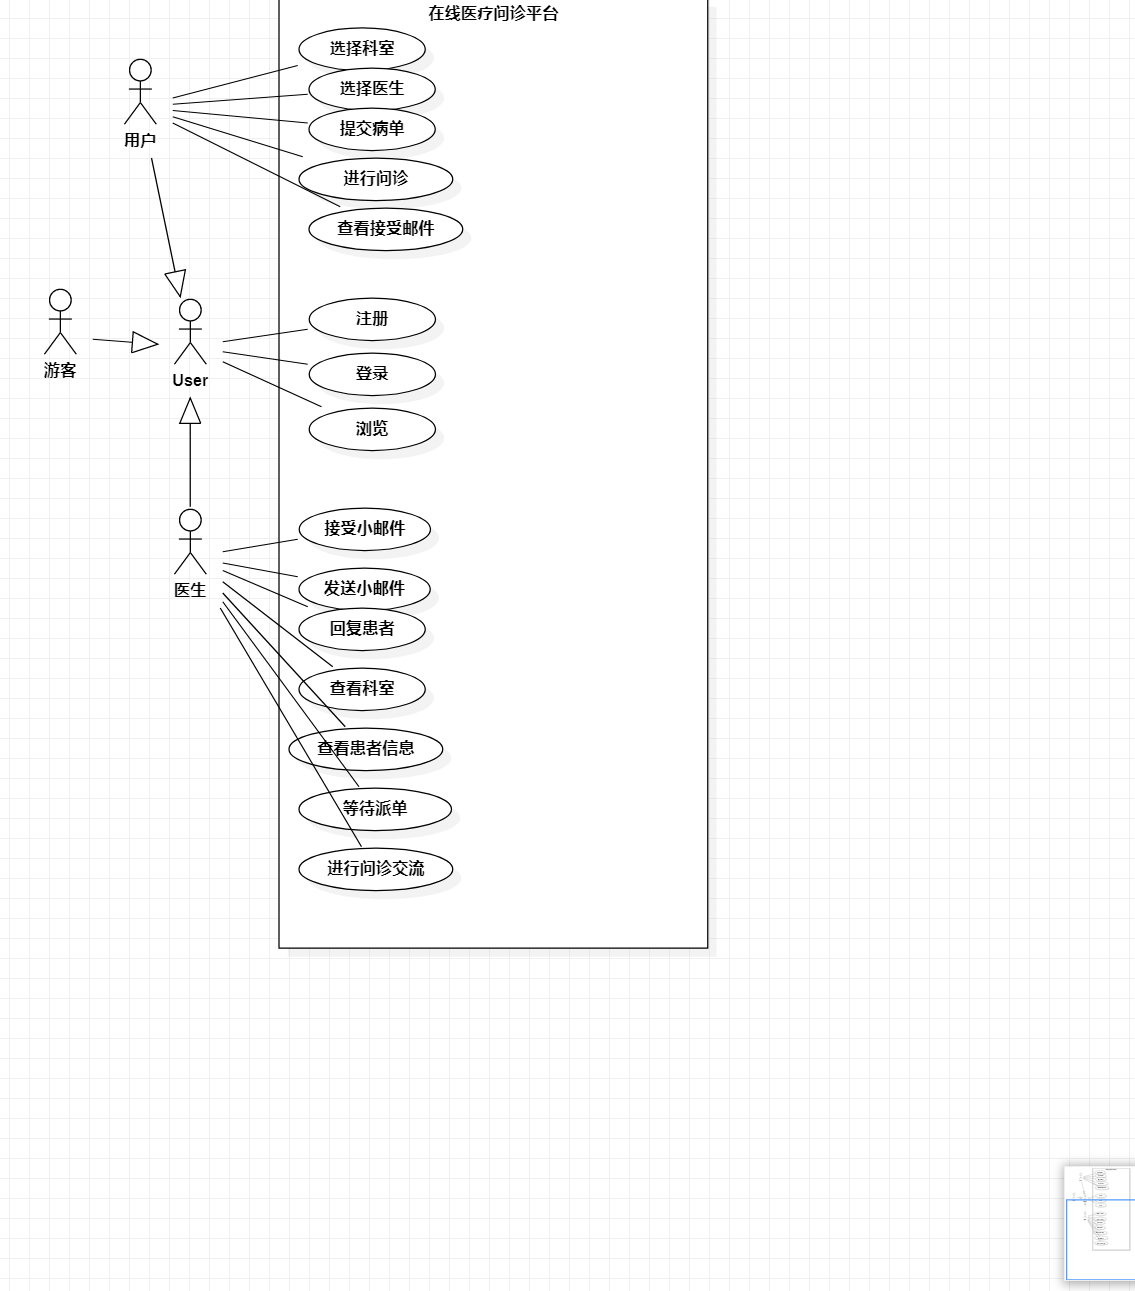 在线医疗问诊平台
选择科室
选择医生
提交病单
用户
进行问诊
查看接受邮件
注册
游客
登录
User
浏览
接受小邮件
医生
发送小邮件
回复患者
查看科室
查看患者信息
等待派单
进行问诊交流